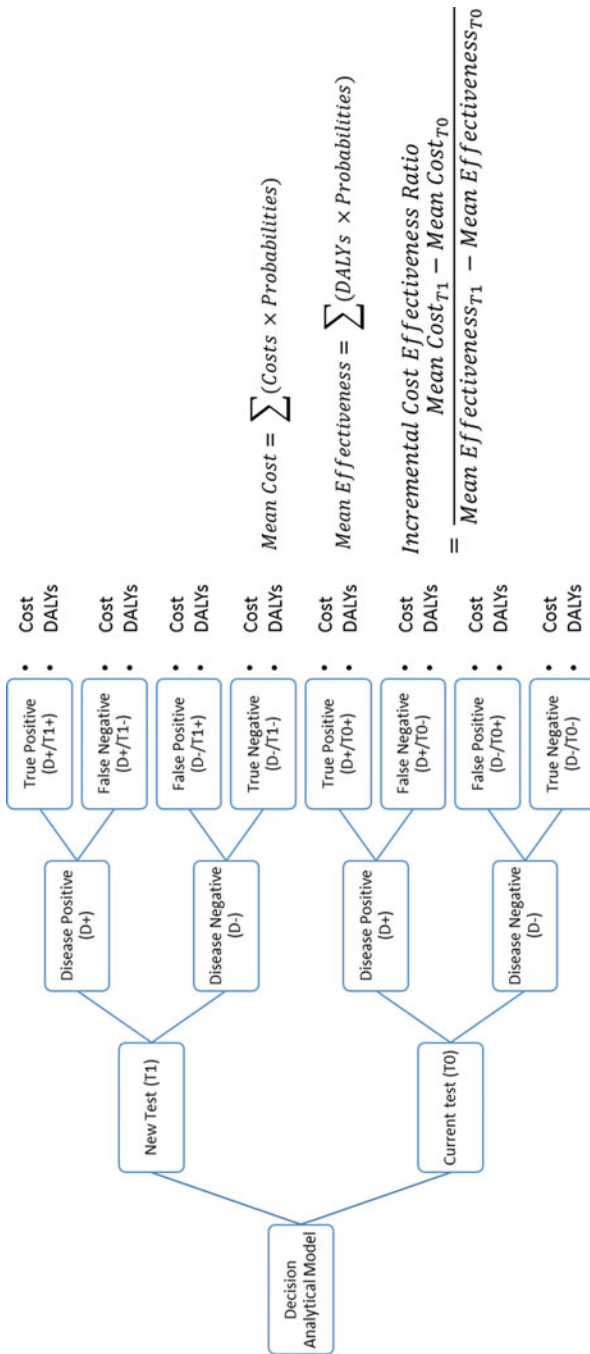 Decision
Analytical Model
New Test (T1)
Current test (T0)
Disease Positive
(D+)
Disease Negative
(D-)
Disease Positive
(D+)
Disease Negative
(D-)
True Positive
(D+/T1+)
False Negative
(D+/T1-)
False Positive
(D-/T1+)
True Negative
(D-/T1-)
True Positive
(D+/T0+)
False Negative
(D+/T0-)
False Positive
(D-/T0+)
True Negative
(D-/T0-)
• Cost
• DALYs
• Cost
• DALYs
• Cost
• DALYs
• Cost
• DALYs
• Cost
• DALYs
• Cost
• DALYs
• Cost
• DALYs
• Cost
• DALYs
Mean Cost = ∑(Costs × Probabilities)
Mean Effectiveness = ∑(DALYs × Probabilities)
Incremental Cost Effectiveness Ratio
Mean Cost_T1 − Mean Cost_T0
=
Mean Effectiveness_T1 − Mean Effectiveness_T0